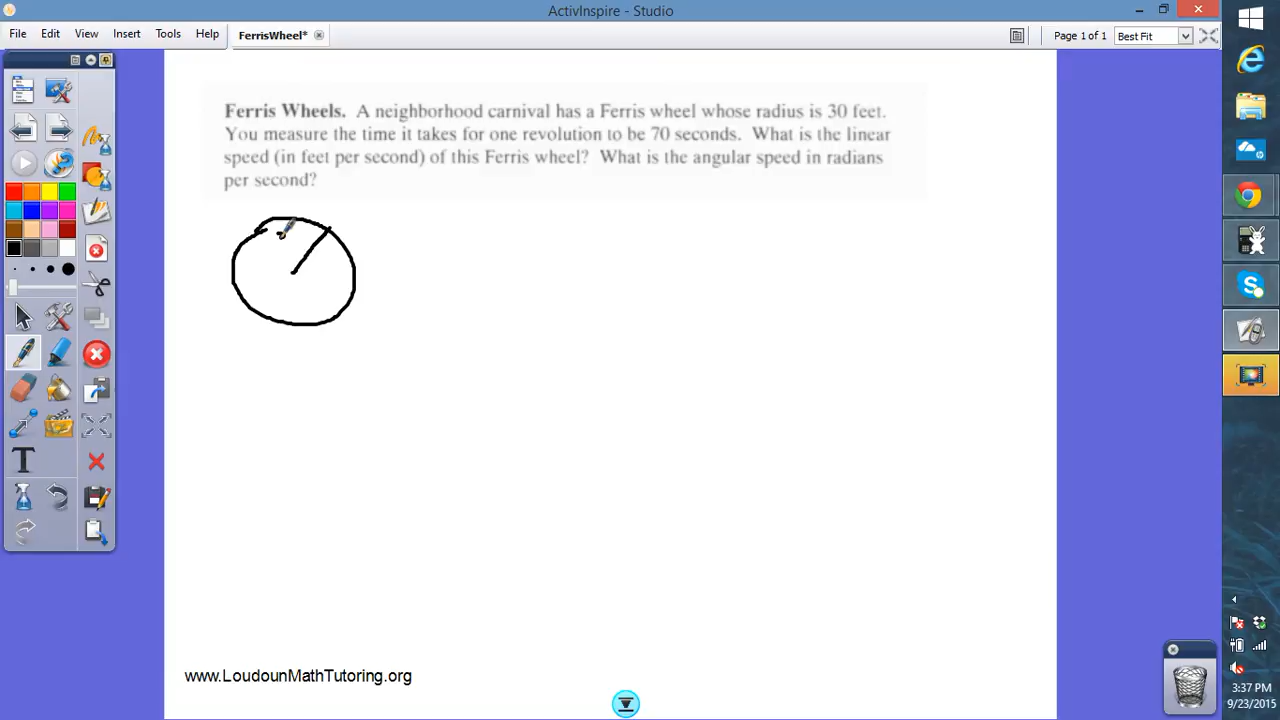 ActivInspire - Studio
File Edit View Insert Tools Help FerrisWheel* Page 1 of 1 Best Fit
Ferris Wheels. A neighborhood carnival has a Ferris wheel whose radius is 30 feet.
You measure the time it takes for one revolution to be 70 seconds. What is the linear
speed (in feet per second) of this Ferris wheel? What is the angular speed in radians
per second?
T
www.LoudounMathTutoring.org
3:37 PM
9/23/2015